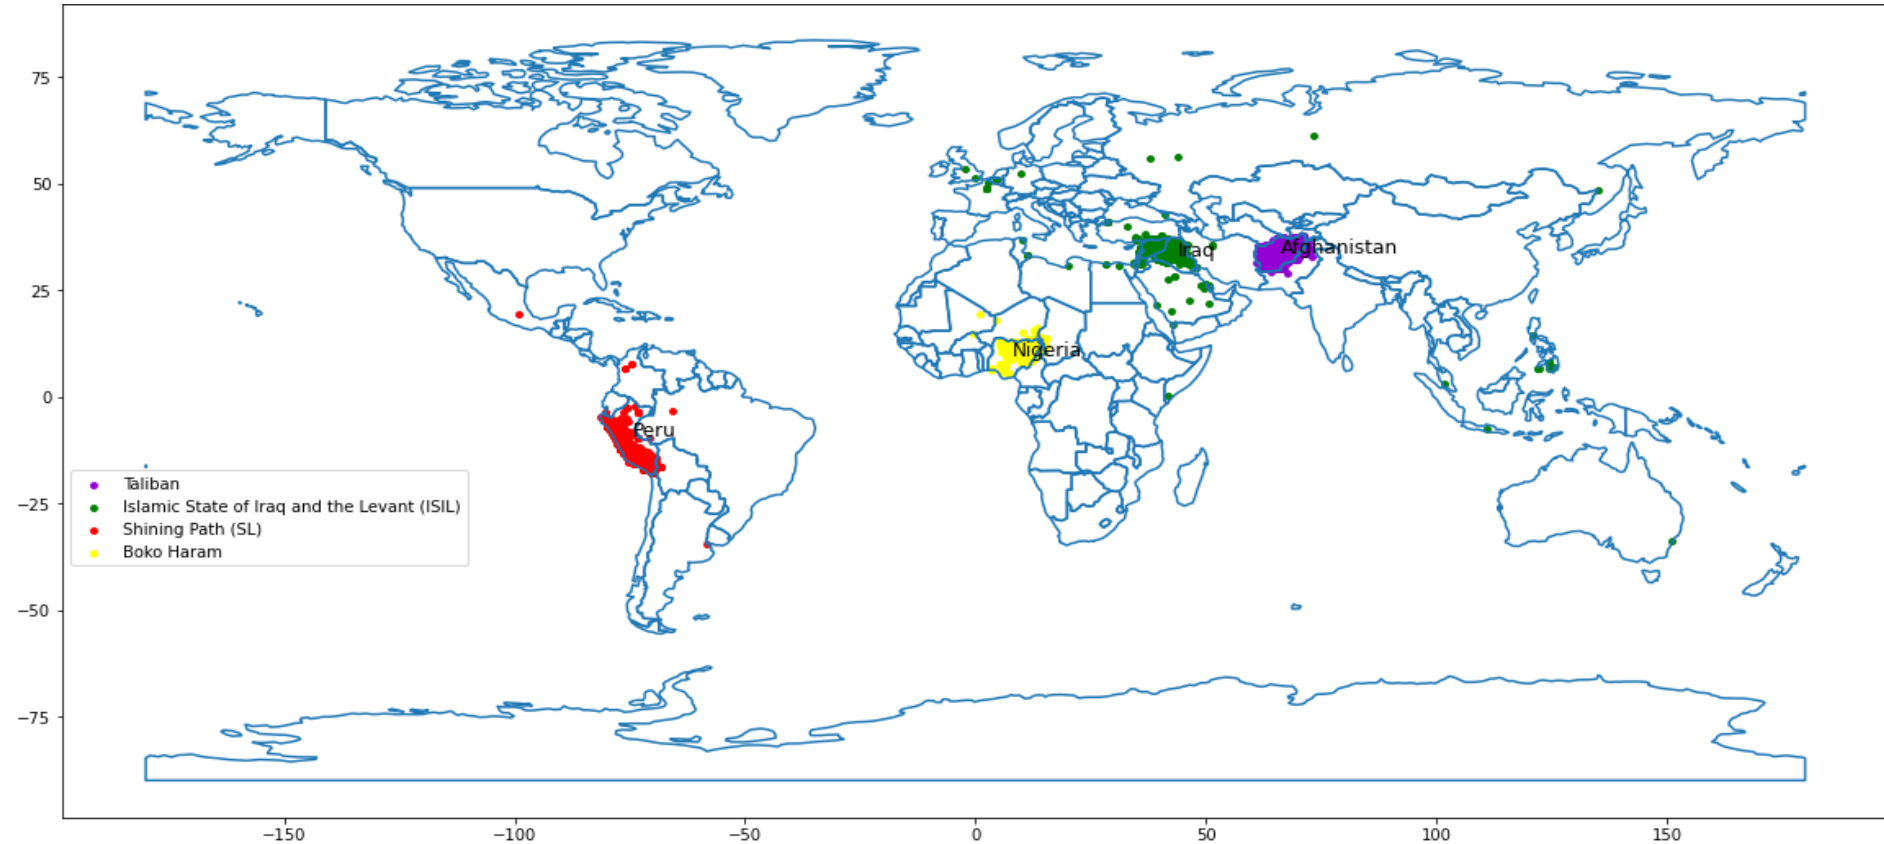 75
50
25
0
−25
−50
−75
Iraq
Afghanistan
Nigeria
Peru
Taliban
Islamic State of Iraq and the Levant (ISIL)
Shining Path (SL)
Boko Haram
−150
−100
−50
0
50
100
150